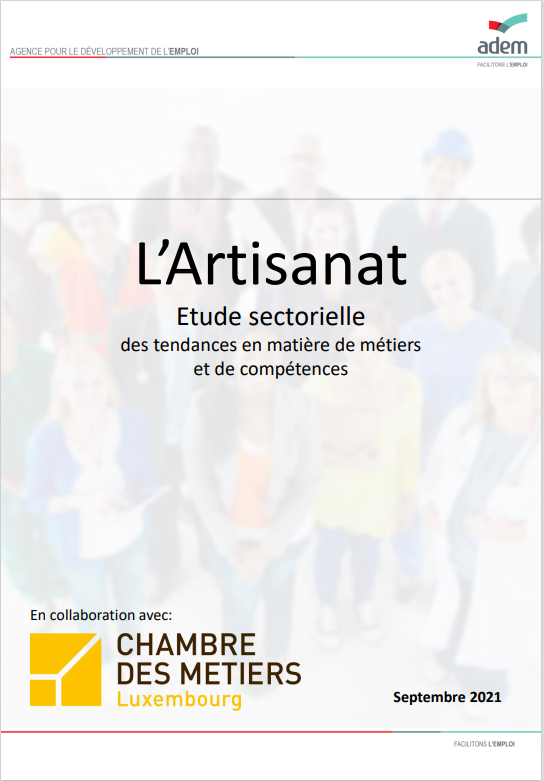 AGENCE POUR LE DÉVELOPPEMENT DE L'EMPLOI
adem
FACILITONS L'EMPLOI
L'Artisanat
Etude sectorielle
des tendances en matière de métiers
et de compétences
En collaboration avec:
CHAMBRE
DES METIERS
Luxembourg
Septembre 2021
FACILITONS L'EMPLOI